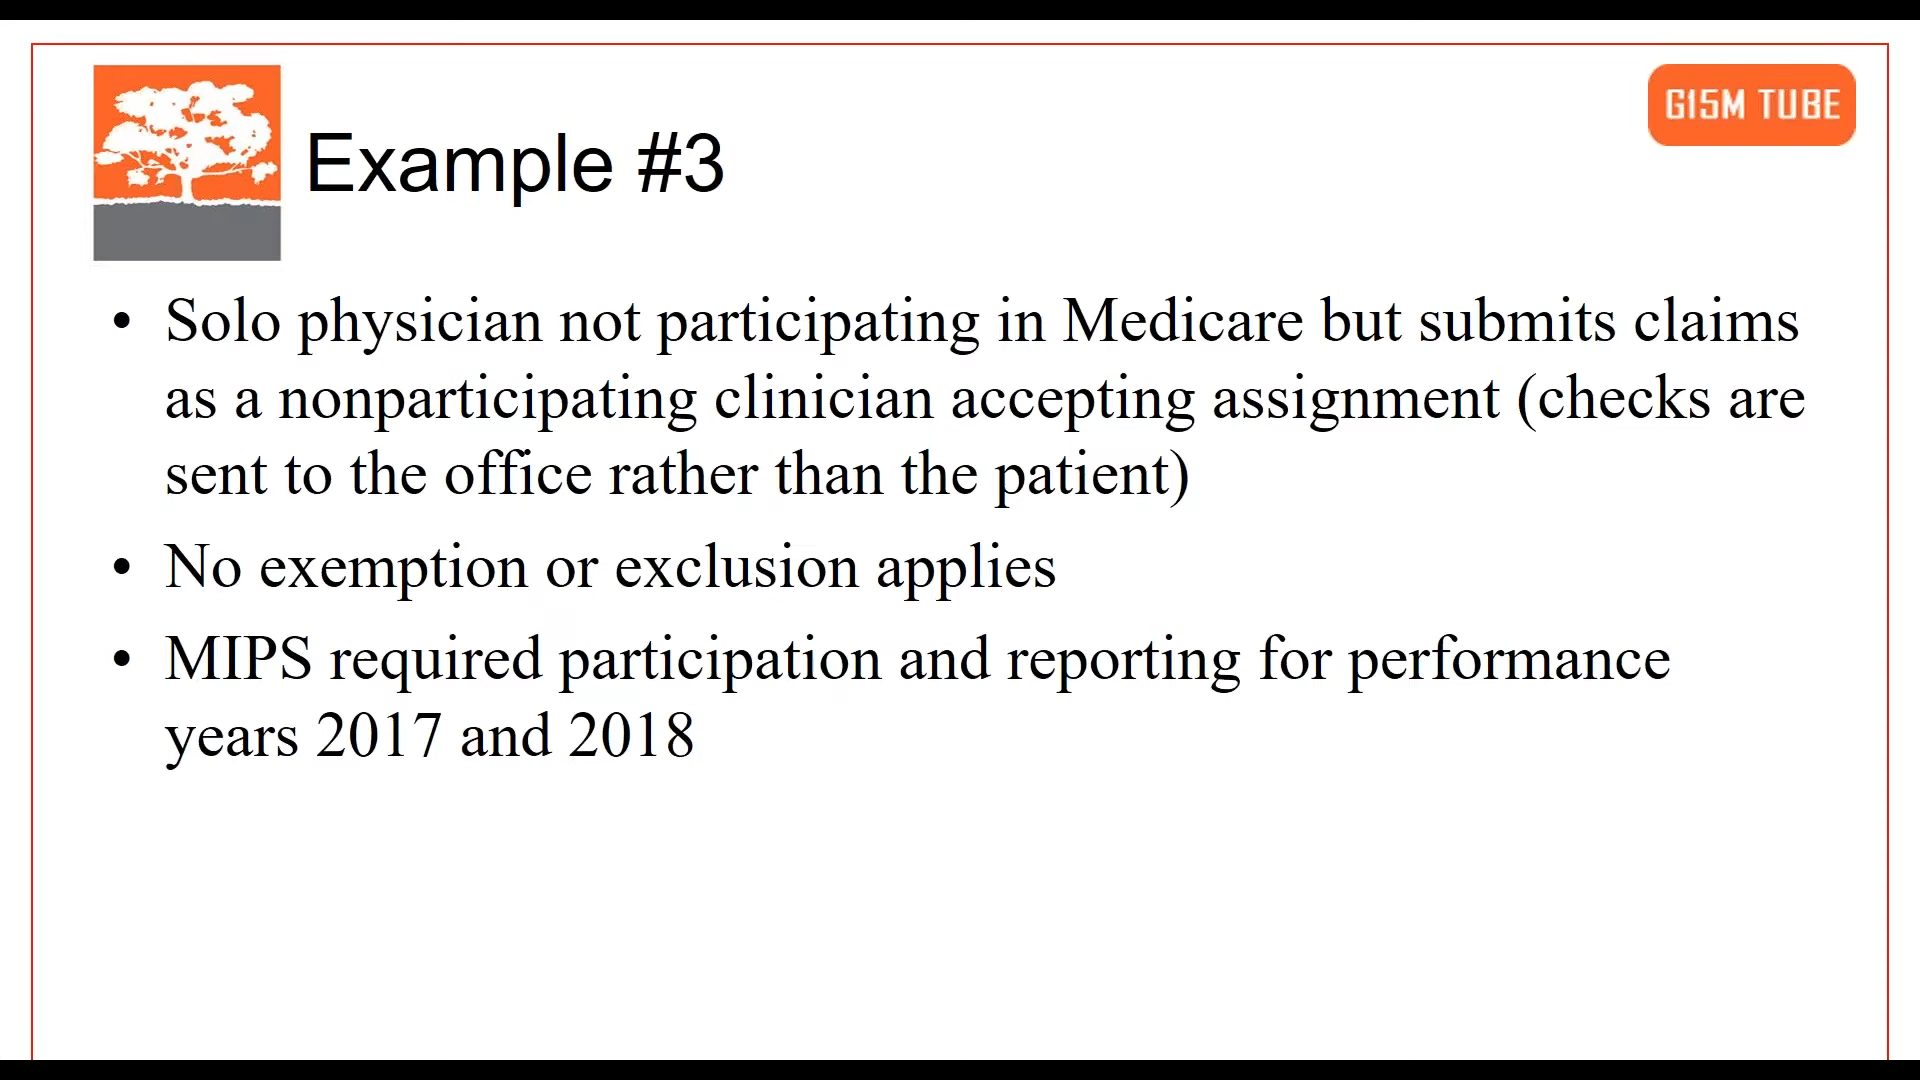 G15M TUBE
Example #3
• Solo physician not participating in Medicare but submits claims
as a nonparticipating clinician accepting assignment (checks are
sent to the office rather than the patient)
• No exemption or exclusion applies
• MIPS required participation and reporting for performance
years 2017 and 2018